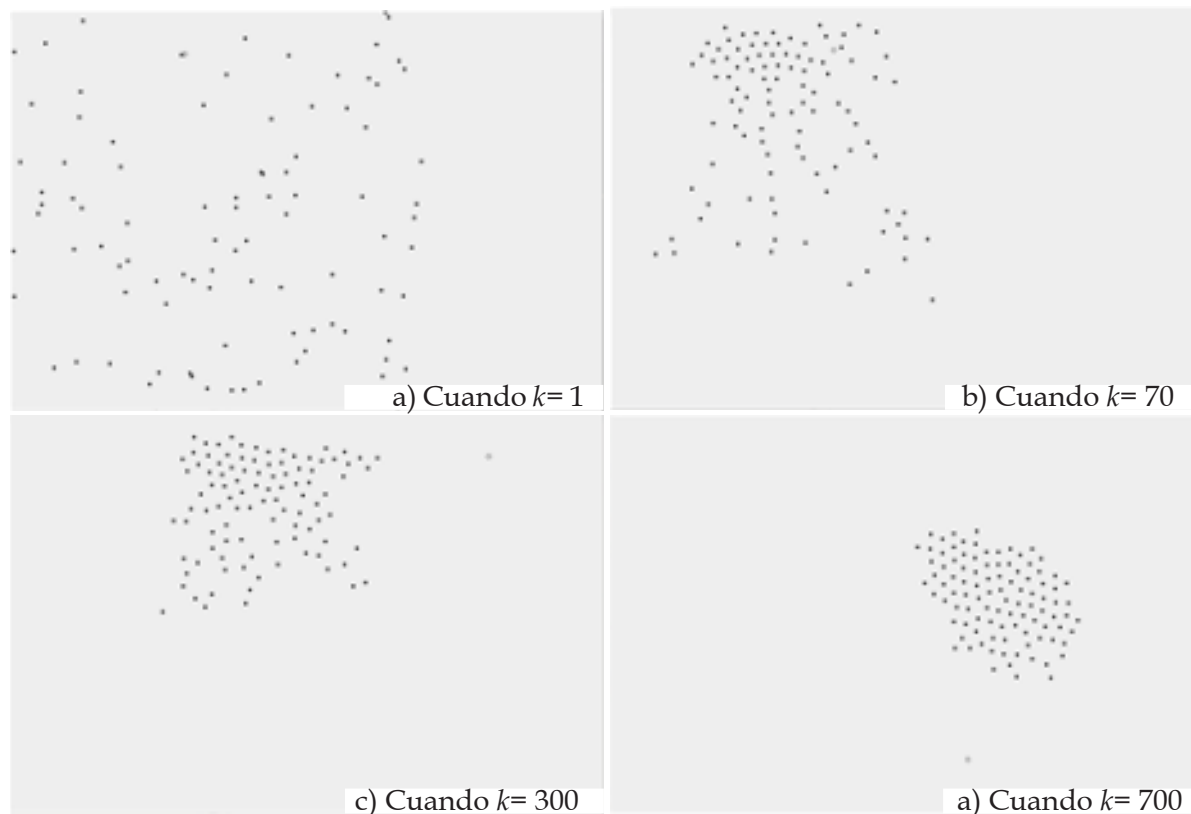 a) Cuando k= 1
b) Cuando k= 70
c) Cuando k= 300
a) Cuando k= 700